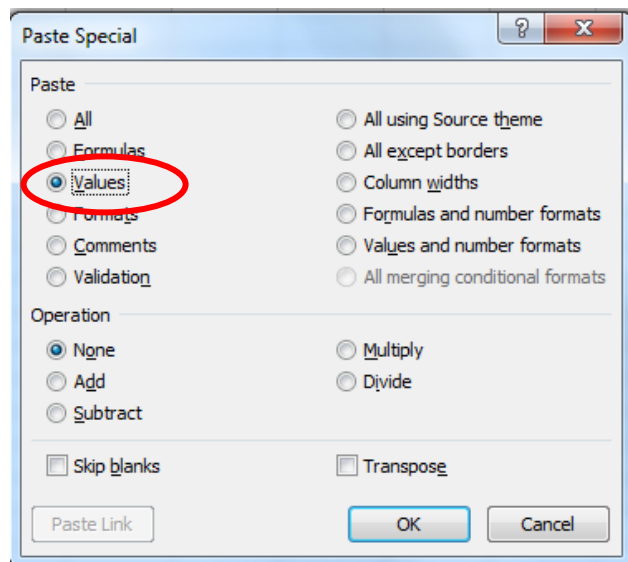 Paste Special
Paste
All
All using Source theme
Formulas
All except borders
Values
Column widths
Formats
Formulas and number formats
Comments
Values and number formats
Validation
All merging conditional formats
Operation
None
Multiply
Add
Divide
Subtract
Skip blanks
Transpose
Paste Link
OK
Cancel